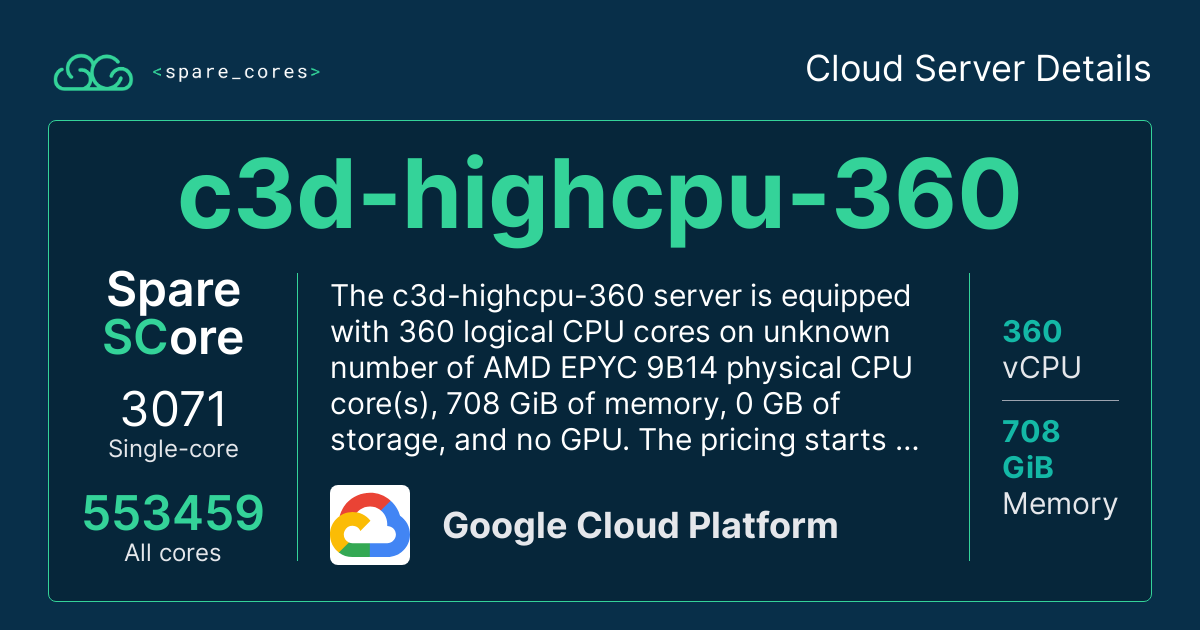 <spare_cores>
Cloud Server Details
c3d-highcpu-360
Spare
SCore
3071
Single-core
553459
All cores
The c3d-highcpu-360 server is equipped
with 360 logical CPU cores on unknown
number of AMD EPYC 9B14 physical CPU
core(s), 708 GiB of memory, 0 GB of
storage, and no GPU. The pricing starts ...
Google Cloud Platform
360
vCPU
708
GiB
Memory